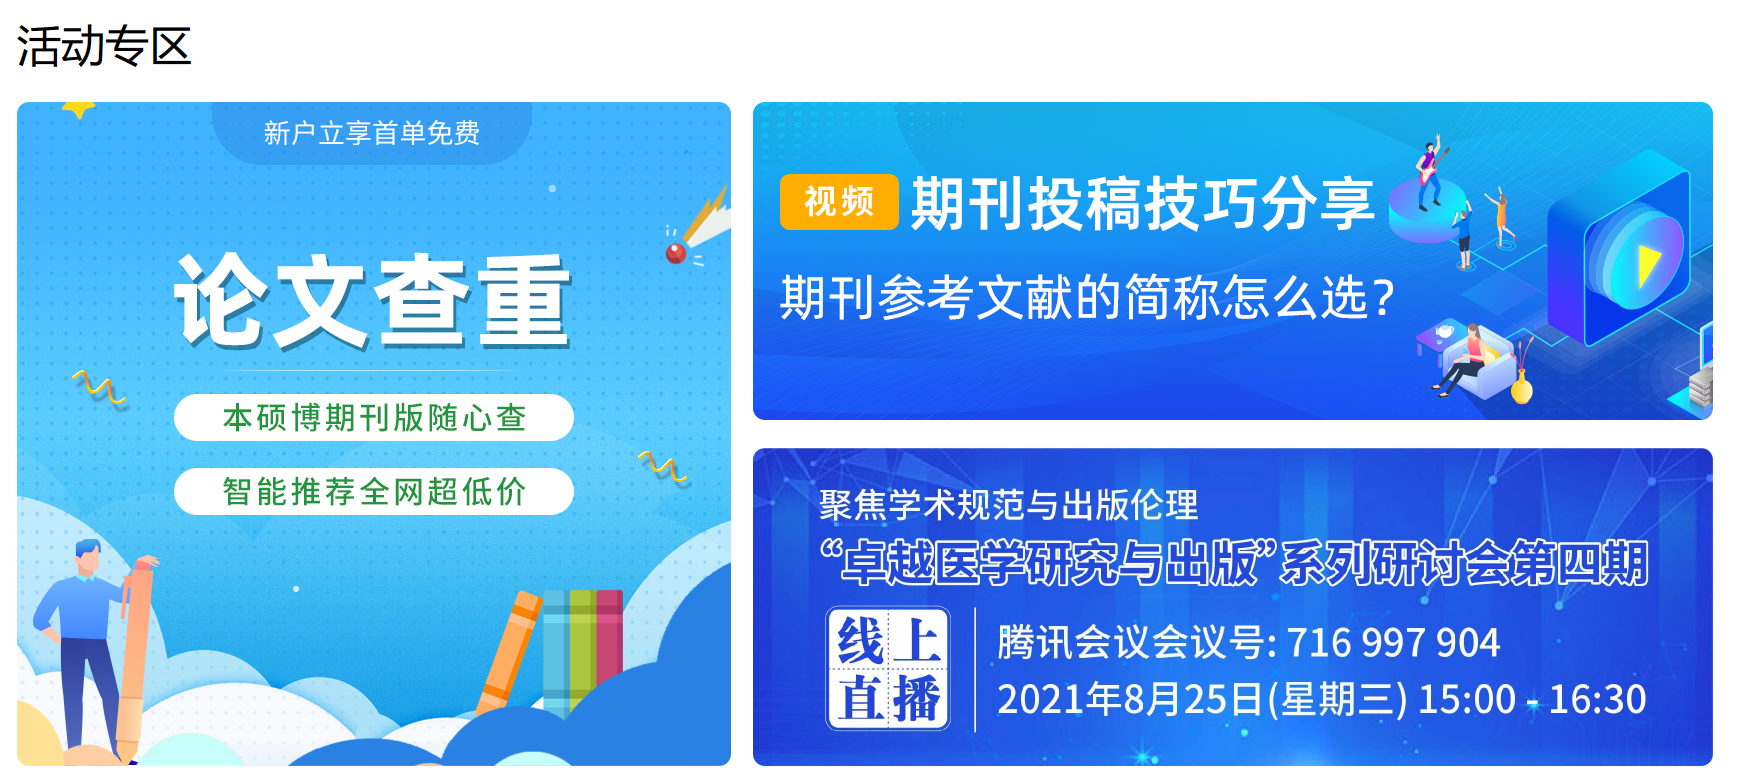 活动专区
新户立享首单免费
论文查重
本硕博期刊版随心查
智能推荐全网超低价
视频 期刊投稿技巧分享
期刊参考文献的简称怎么选?
聚焦学术规范与出版伦理
“卓越医学研究与出版”系列研讨会第四期
线上
直播
腾讯会议会议号: 716 997 904
2021年8月25日(星期三) 15:00 - 16:30